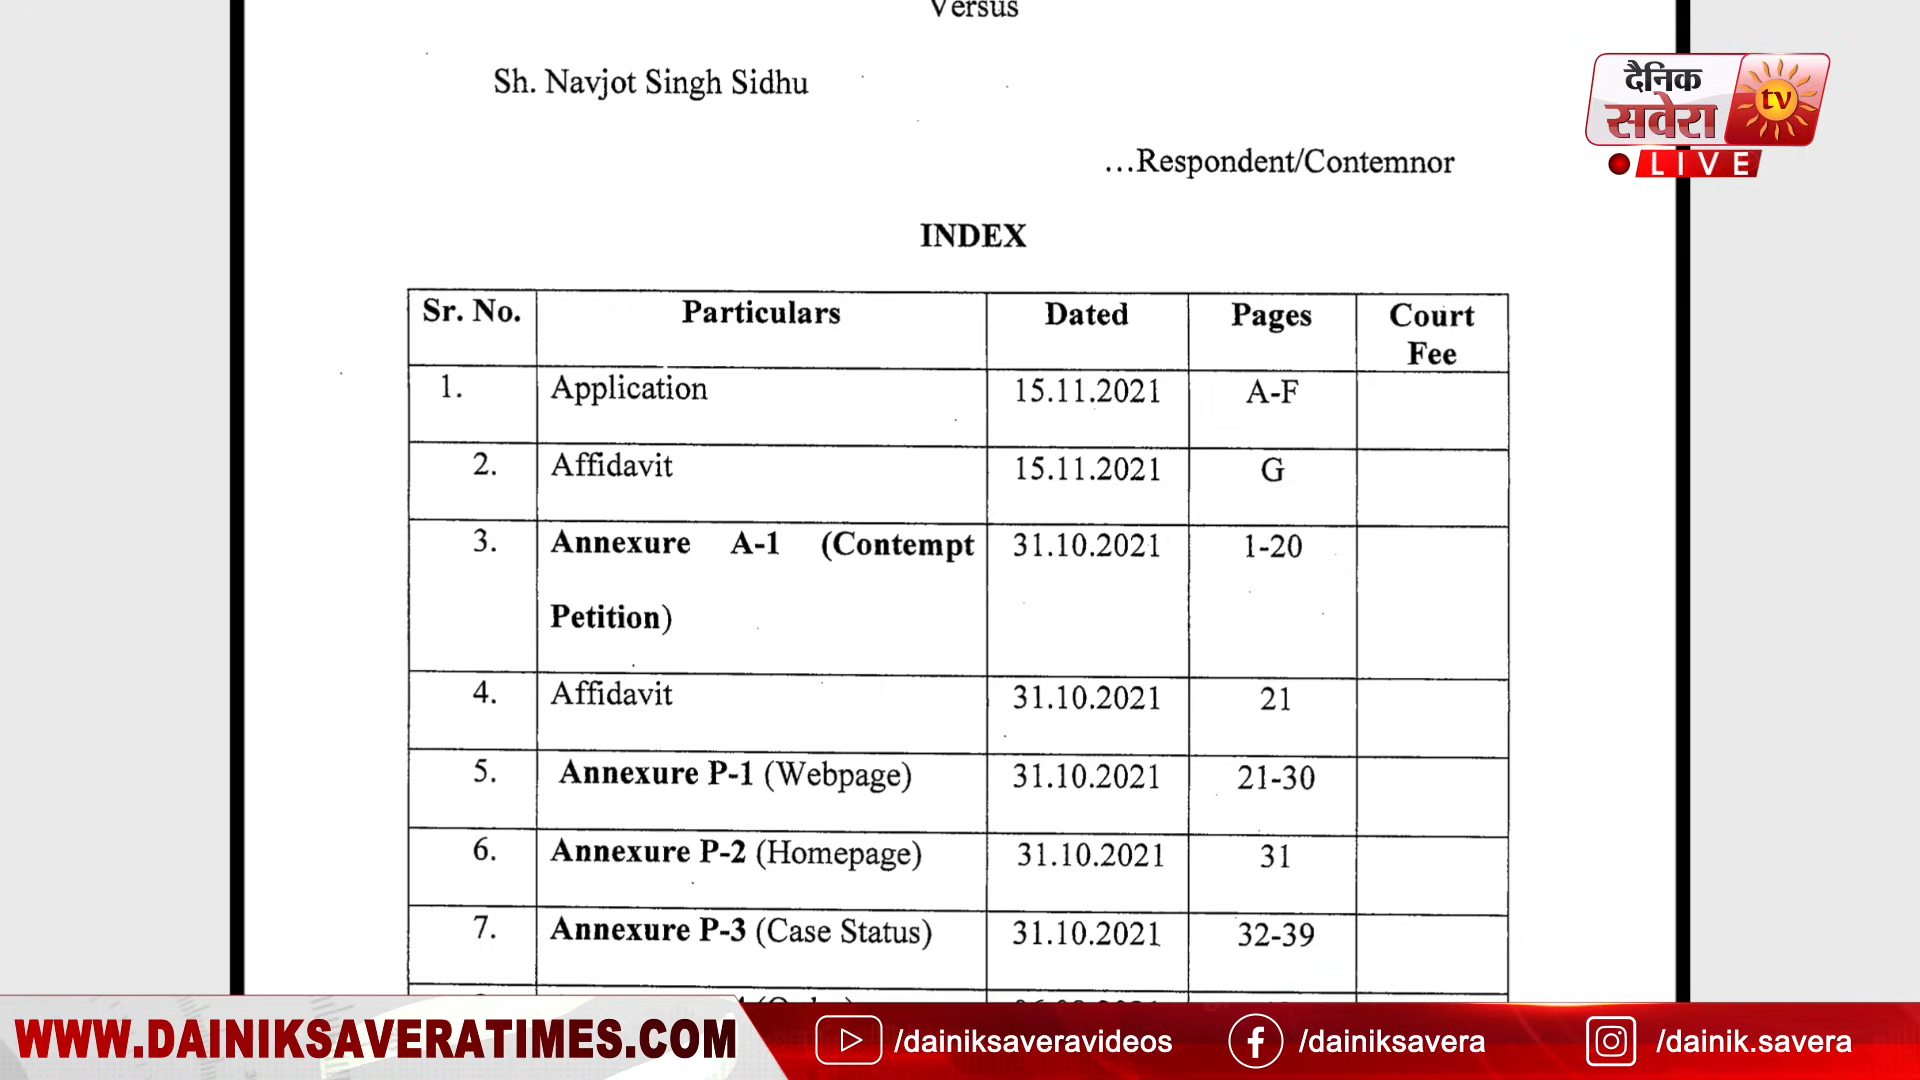 Versus
Sh. Navjot Singh Sidhu
...Respondent/Contemnor
INDEX
Sr. No. Particulars Dated Pages Court Fee
1. Application 15.11.2021 A-F
2. Affidavit 15.11.2021 G
3. Annexure A-1 (Contempt Petition) 31.10.2021 1-20
4. Affidavit 31.10.2021 21
5. Annexure P-1 (Webpage) 31.10.2021 21-30
6. Annexure P-2 (Homepage) 31.10.2021 31
7. Annexure P-3 (Case Status) 31.10.2021 32-39
दैनिक
सवेरा tv
LIVE
WWW.DAINIKSAVERATIMES.COM /dainiksaveravideos /dainiksavera /dainik.savera